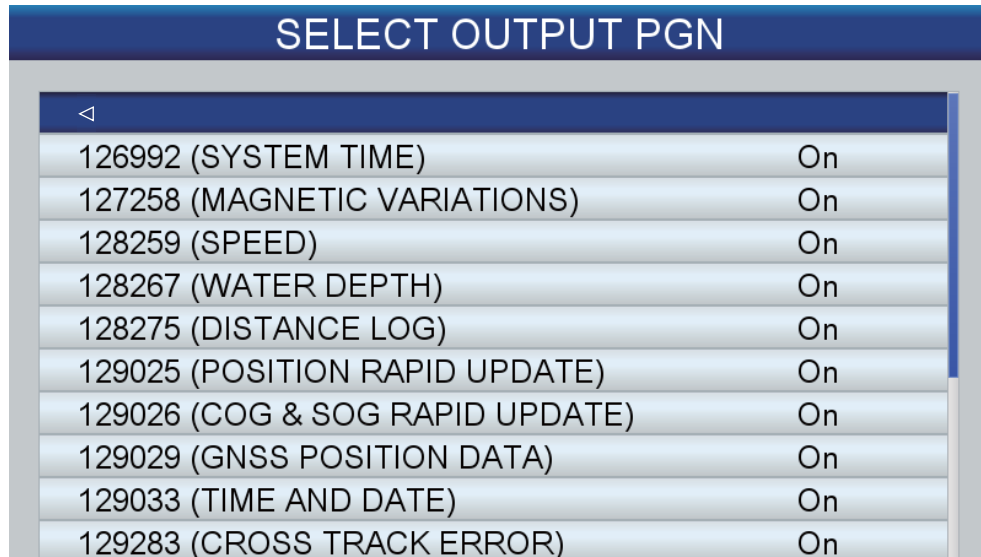 SELECT OUTPUT PGN
126992 (SYSTEM TIME) On
127258 (MAGNETIC VARIATIONS) On
128259 (SPEED) On
128267 (WATER DEPTH) On
128275 (DISTANCE LOG) On
129025 (POSITION RAPID UPDATE) On
129026 (COG & SOG RAPID UPDATE) On
129029 (GNSS POSITION DATA) On
129033 (TIME AND DATE) On
129283 (CROSS TRACK ERROR) On